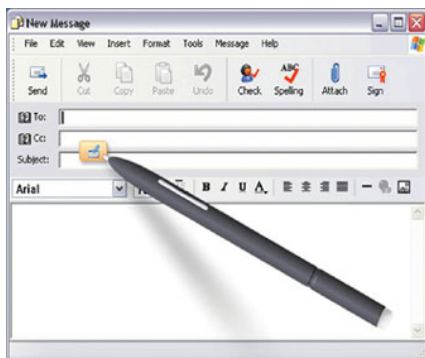 New Message
File Edit View Insert Format Tools Message Help
Send Cut Copy Paste Undo Check ABC Spelling Attach Sign
To:
Cc:
Subject:
Arial B I U A